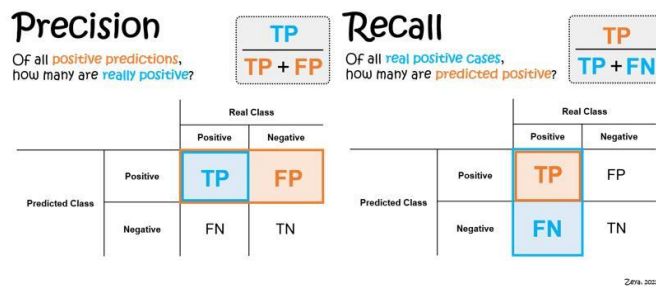 Precision
Of all positive predictions,
how many are really positive?
TP
TP + FP
Real Class
Positive Negative
Predicted Class
Positive TP FP
Negative FN TN
Recall
Of all real positive cases,
how many are predicted positive?
TP
TP + FN
Real Class
Positive Negative
Predicted Class
Positive TP FP
Negative FN TN